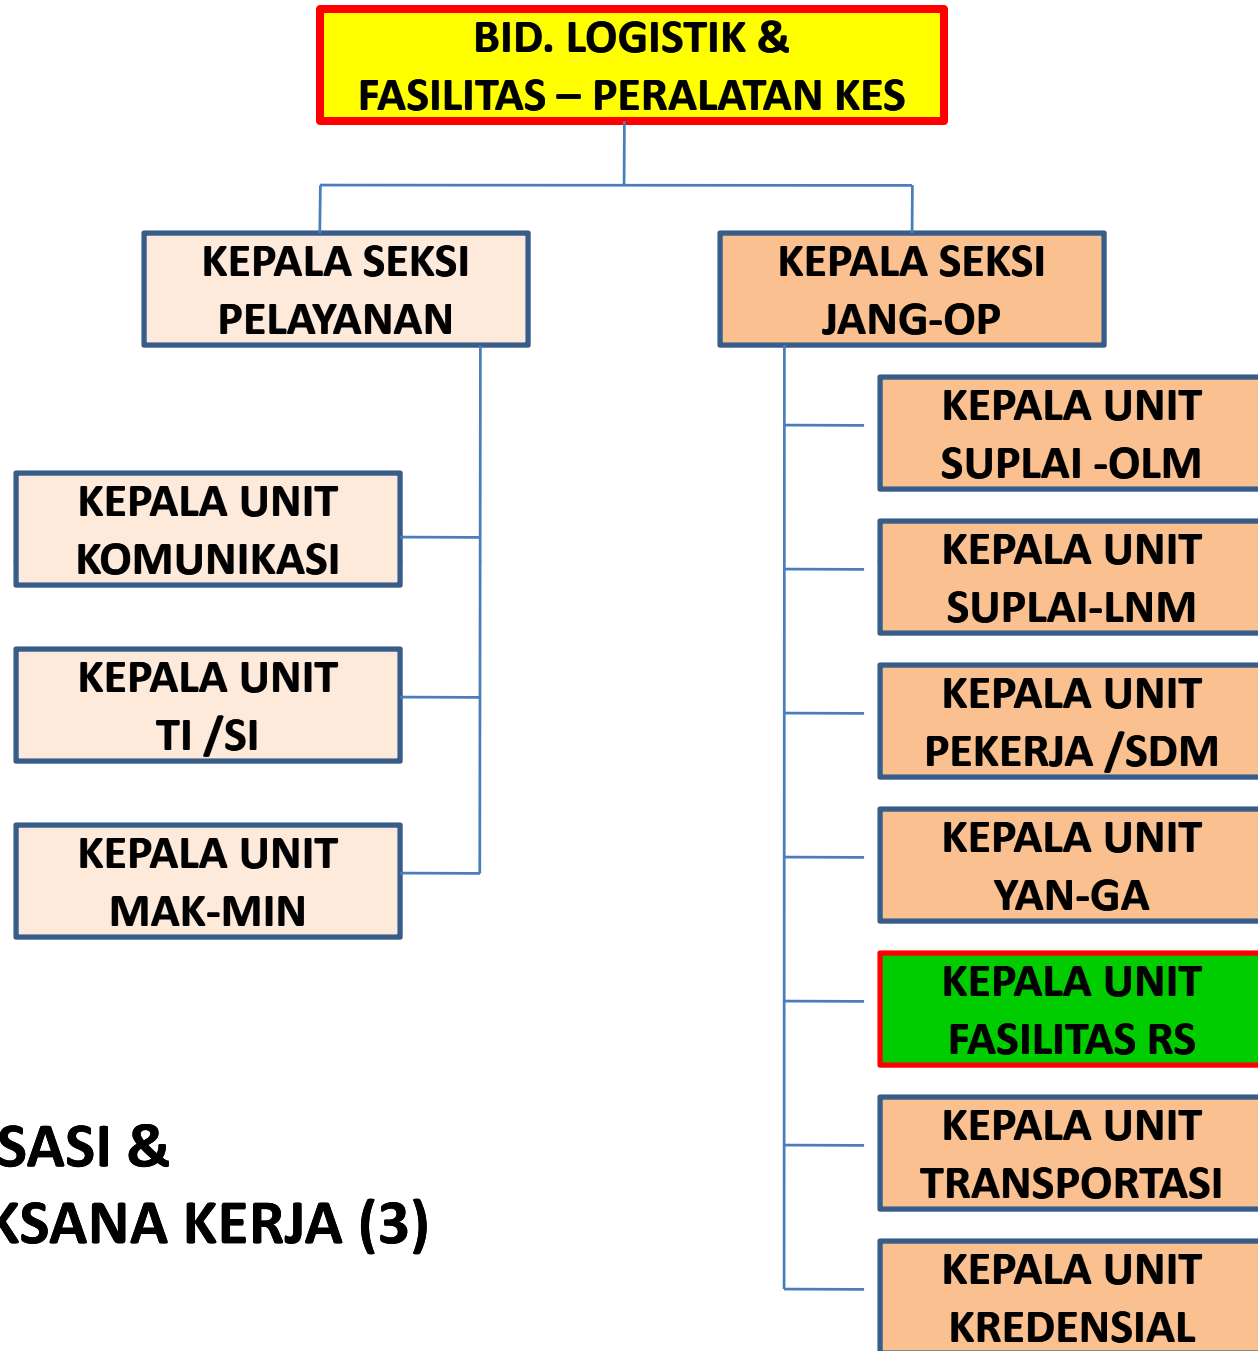 BID. LOGISTIK &
FASILITAS – PERALATAN KES
KEPALA SEKSI
PELAYANAN
KEPALA SEKSI
JANG-OP
KEPALA UNIT
KOMUNIKASI
KEPALA UNIT
TI /SI
KEPALA UNIT
MAK-MIN
KEPALA UNIT
SUPLAI -OLM
KEPALA UNIT
SUPLAI-LNM
KEPALA UNIT
PEKERJA /SDM
KEPALA UNIT
YAN-GA
KEPALA UNIT
FASILITAS RS
KEPALA UNIT
TRANSPORTASI
KEPALA UNIT
KREDENSIAL
SASI &
KSANA KERJA (3)